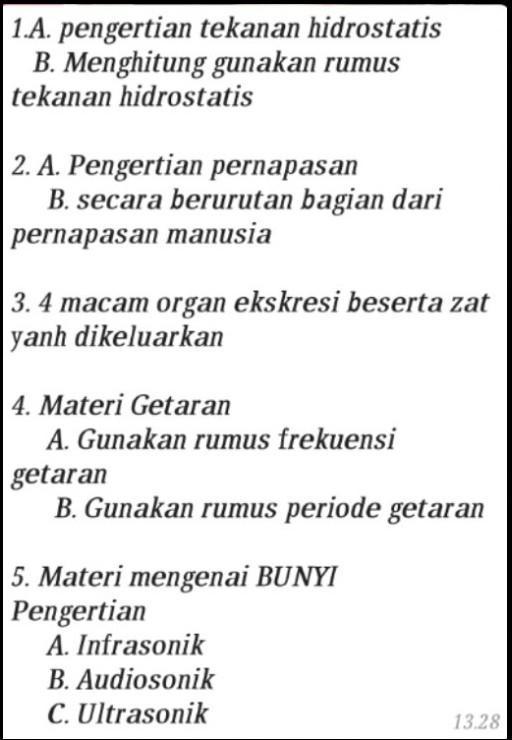 1.A. pengertian tekanan hidrostatis
B. Menghitung gunakan rumus
tekanan hidrostatis
2. A. Pengertian pernapasan
B. secara berurutan bagian dari
pernapasan manusia
3. 4 macam organ ekskresi beserta zat
yanh dikeluarkan
4. Materi Getaran
A. Gunakan rumus frekuensi
getaran
B. Gunakan rumus periode getaran
5. Materi mengenai BUNYI
Pengertian
A. Infrasonik
B. Audiosonik
C. Ultrasonik
13.28